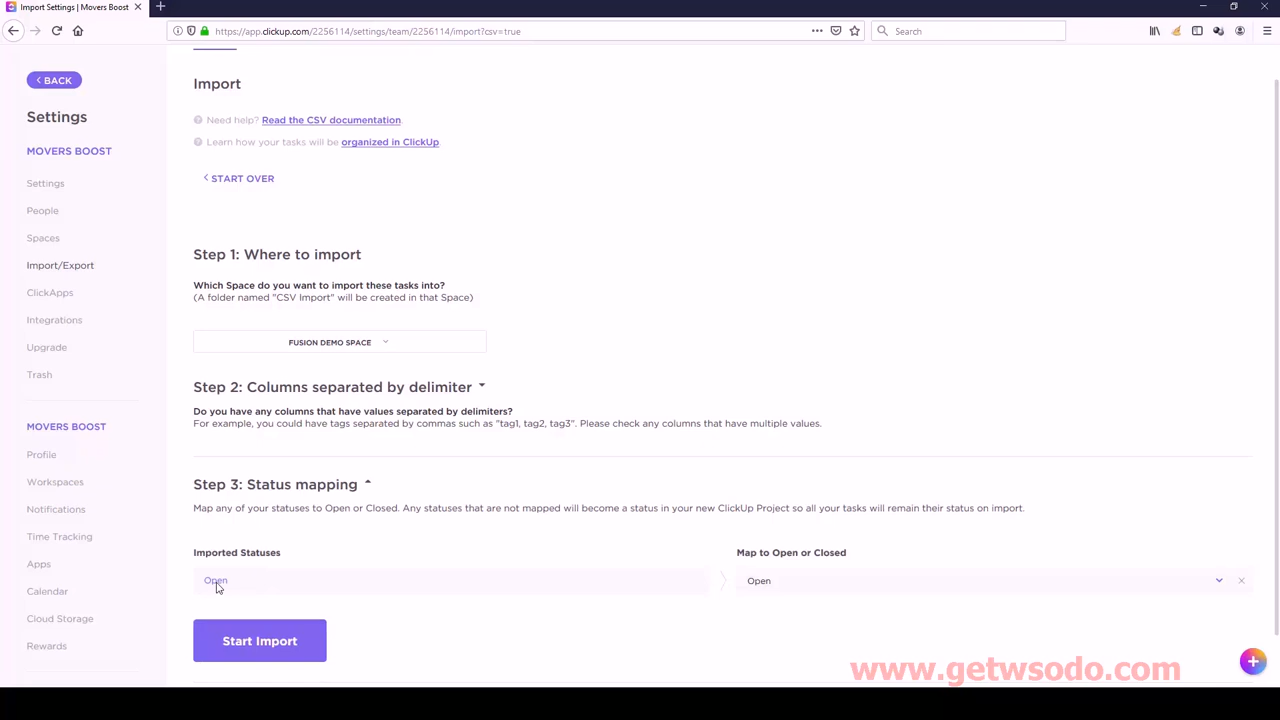 Import Settings | Movers Boost
https://app.clickup.com/2256114/settings/team/2256114/import?csv=true
Search
BACK
Settings
MOVERS BOOST
Settings
People
Spaces
Import/Export
ClickApps
Integrations
Upgrade
Trash
MOVERS BOOST
Profile
Workspaces
Notifications
Time Tracking
Apps
Calendar
Cloud Storage
Rewards
Import
Need help? Read the CSV documentation.
Learn how your tasks will be organized in ClickUp.
START OVER
Step 1: Where to import
Which Space do you want to import these tasks into?
(A folder named "CSV Import" will be created in that Space)
FUSION DEMO SPACE
Step 2: Columns separated by delimiter
Do you have any columns that have values separated by delimiters?
For example, you could have tags separated by commas such as "tag1, tag2, tag3". Please check any columns that have multiple values.
Step 3: Status mapping
Map any of your statuses to Open or Closed. Any statuses that are not mapped will become a status in your new ClickUp Project so all your tasks will remain their status on import.
Imported Statuses
Map to Open or Closed
Open
Open
Start Import
www.getwsodo.com